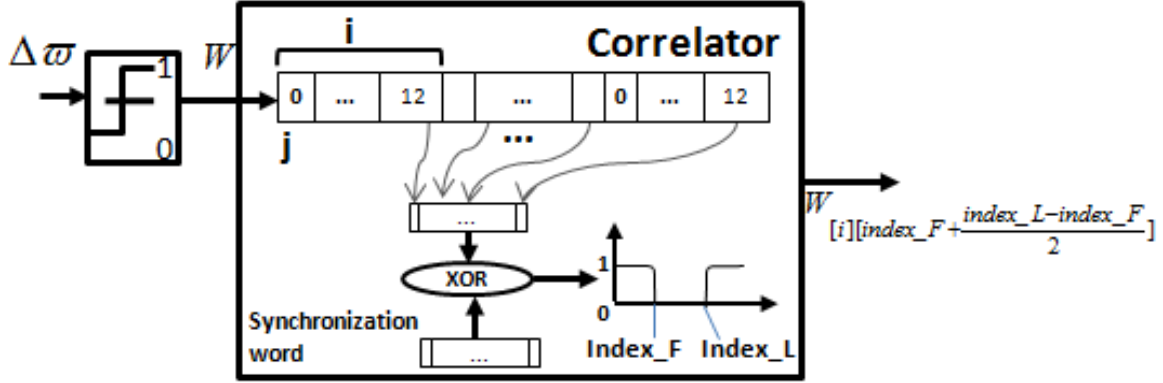 Δϖ
1
0
W
Correlator
i
0 ... 12 ... 0 ... 12
j
...
...
XOR
1
0
Index_F Index_L
Synchronization
word
...
W
[i][index_F+index_L-index_F/2]